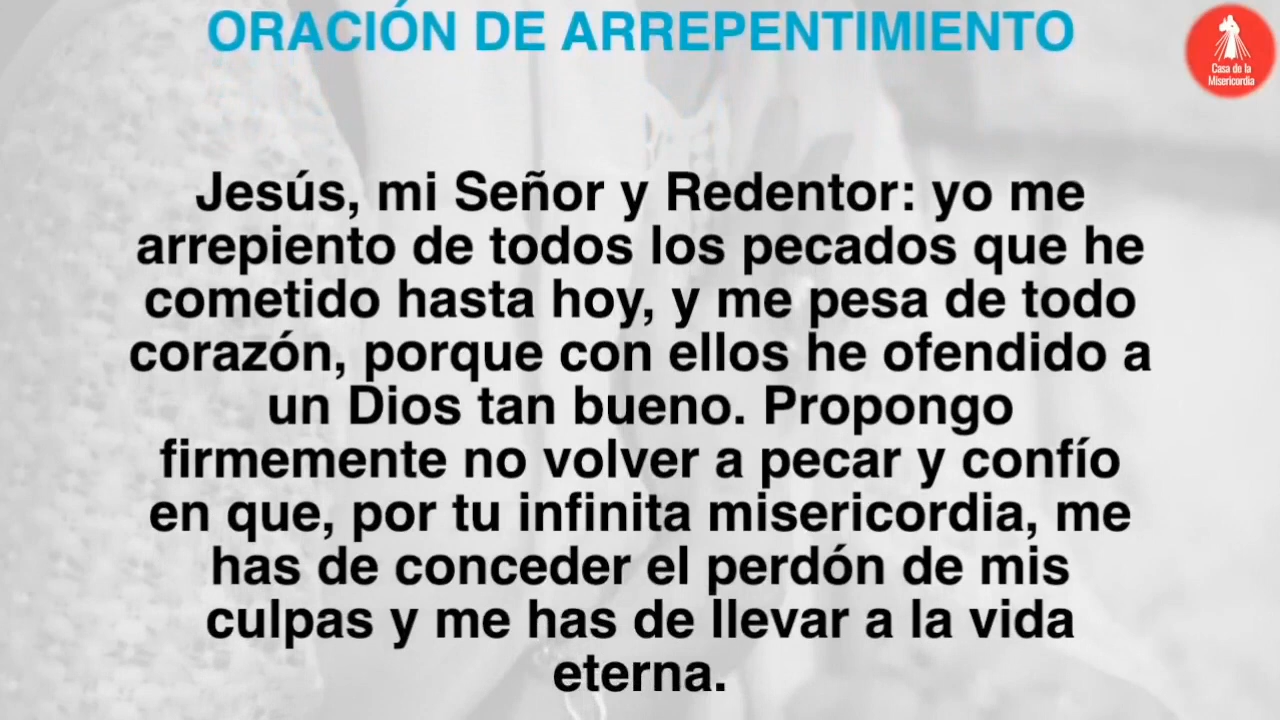 ORACIÓN DE ARREPENTIMIENTO
Casa de la
Misericordia
Jesús, mi Señor y Redentor: yo me
arrepiento de todos los pecados que he
cometido hasta hoy, y me pesa de todo
corazón, porque con ellos he ofendido a
un Dios tan bueno. Propongo
firmemente no volver a pecar y confío
en que, por tu infinita misericordia, me
has de conceder el perdón de mis
culpas y me has de llevar a la vida
eterna.